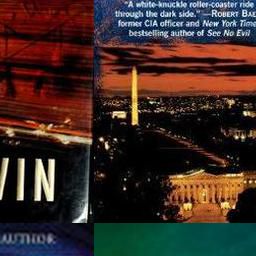 "A white-knuckle roller-coaster ride
through the dark side." —ROBERT BAE
former CIA officer and New York Time
bestselling author of See No Evil
VIN
AUTHOR